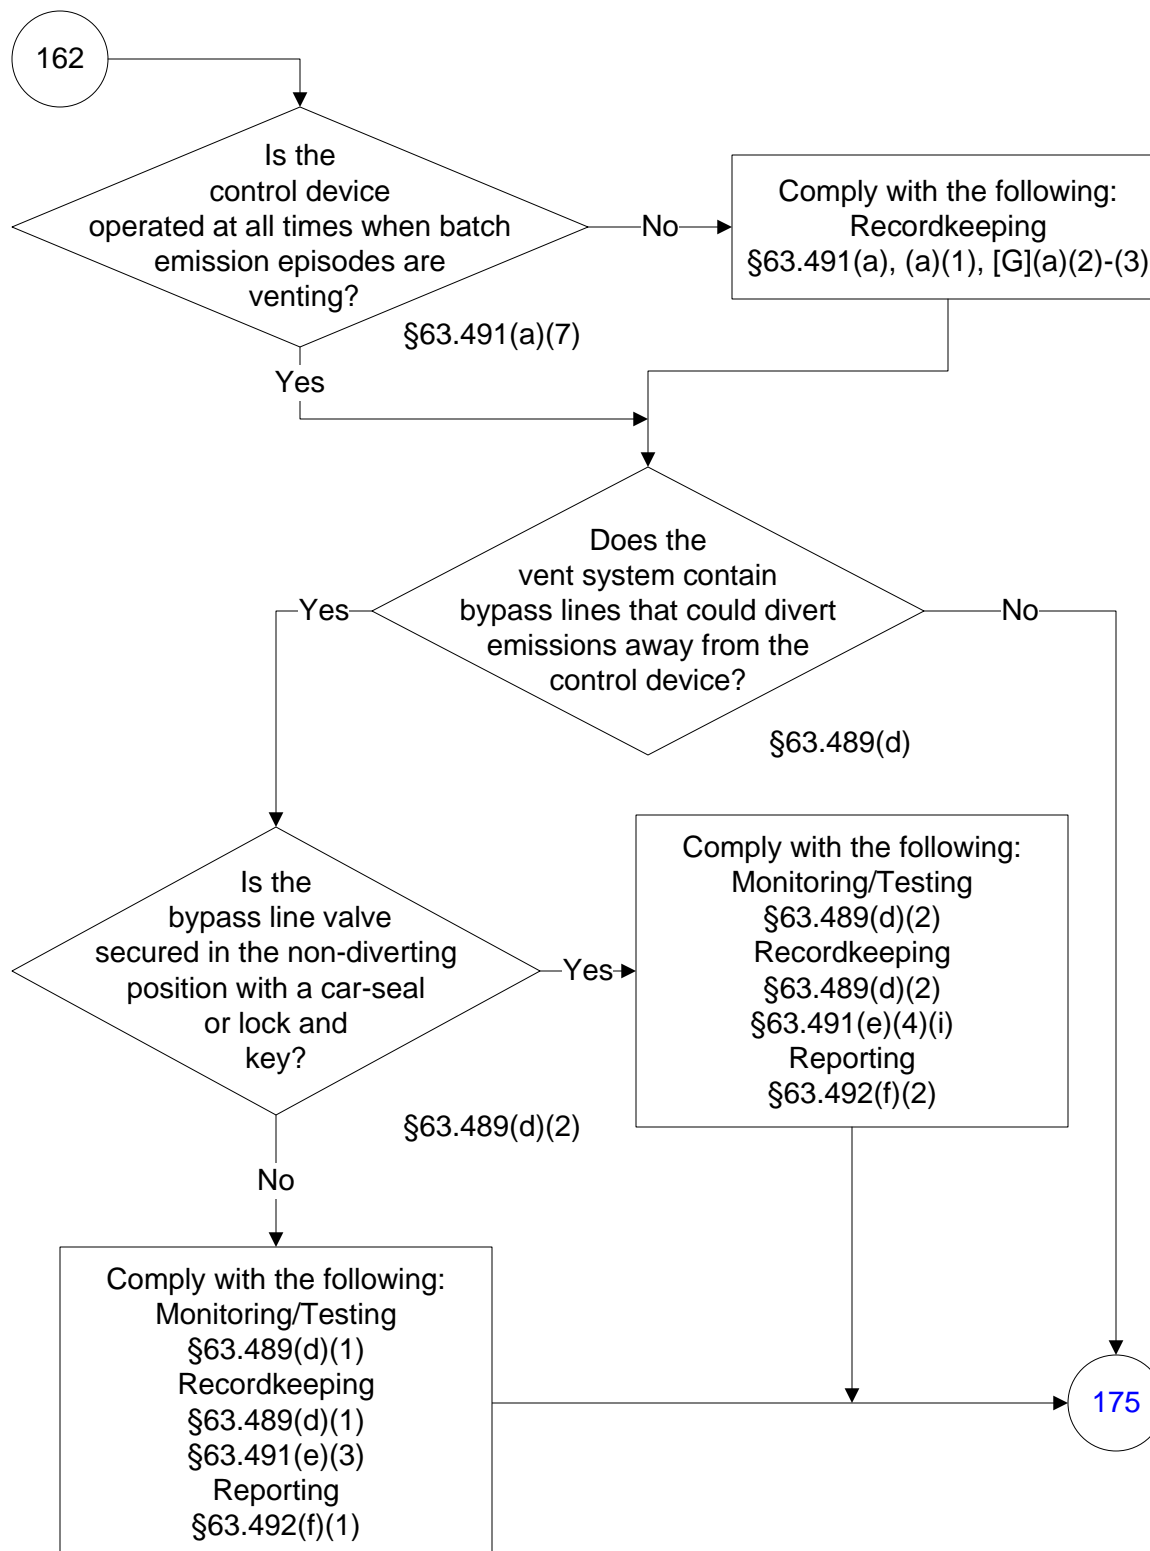 162
Is the
control device
operated at all times when batch
emission episodes are
venting?
§63.491(a)(7)
No
Comply with the following:
Recordkeeping
§63.491(a), (a)(1), [G](a)(2)-(3)
Yes
Does the
vent system contain
bypass lines that could divert
emissions away from the
control device?
§63.489(d)
Yes
No
Is the
bypass line valve
secured in the non-diverting
position with a car-seal
or lock and
key?
§63.489(d)(2)
Yes
Comply with the following:
Monitoring/Testing
§63.489(d)(2)
Recordkeeping
§63.489(d)(2)
§63.491(e)(4)(i)
Reporting
§63.492(f)(2)
No
Comply with the following:
Monitoring/Testing
§63.489(d)(1)
Recordkeeping
§63.489(d)(1)
§63.491(e)(3)
Reporting
§63.492(f)(1)
175